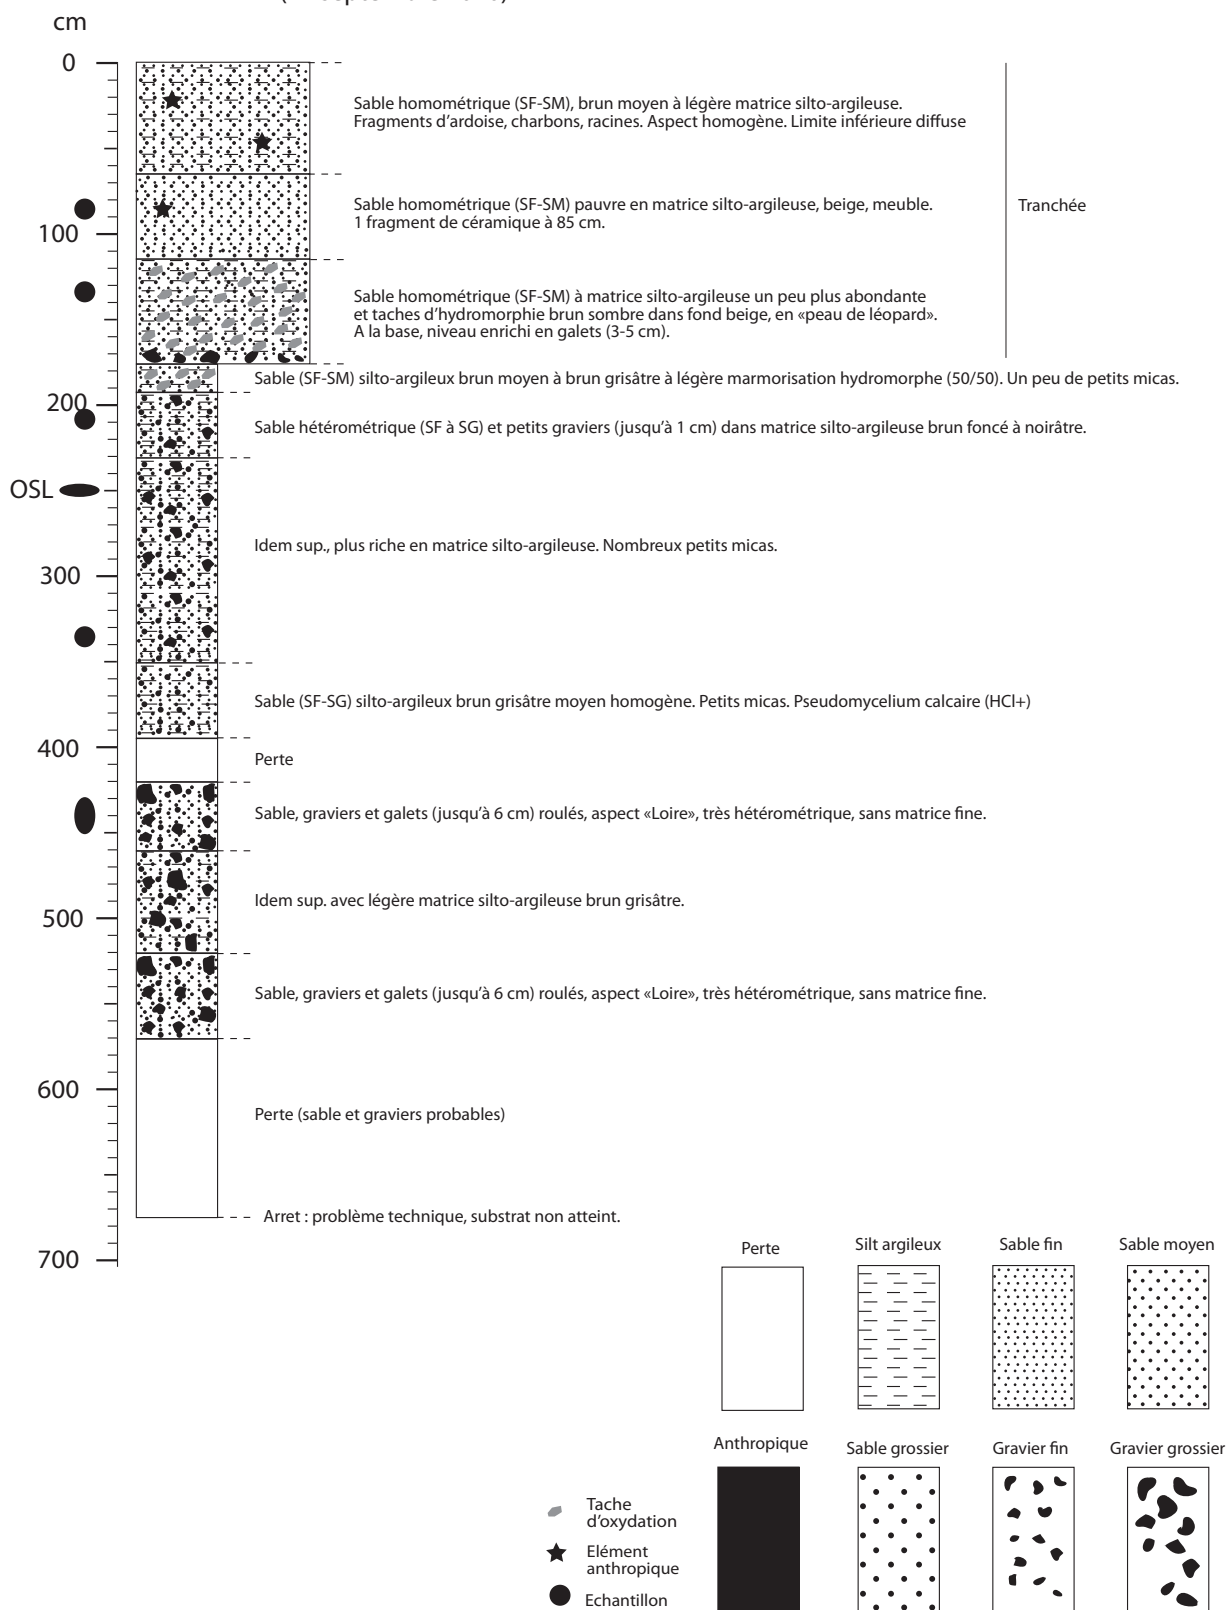 cm
0
Sable homométrique (SF-SM), brun moyen à légère matrice silto-argileuse.
Fragments d'ardoise, charbons, racines. Aspect homogène. Limite inférieure diffuse
Sable homométrique (SF-SM) pauvre en matrice silto-argileuse, beige, meuble.
1 fragment de céramique à 85 cm.
Tranchée
100
Sable homométrique (SF-SM) à matrice silto-argileuse un peu plus abondante
et taches d'hydromorphie brun sombre dans fond beige, en «peau de léopard».
A la base, niveau enrichi en galets (3-5 cm).
Sable (SF-SM) silto-argileux brun moyen à brun grisâtre à légère marmorisation hydromorphe (50/50). Un peu de petits micas.
200
Sable hétérométrique (SF à SG) et petits graviers (jusqu'à 1 cm) dans matrice silto-argileuse brun foncé à noirâtre.
OSL
Idem sup., plus riche en matrice silto-argileuse. Nombreux petits micas.
300
Sable (SF-SG) silto-argileux brun grisâtre moyen homogène. Petits micas. Pseudomycelium calcaire (HCl+)
400
Perte
Sable, graviers et galets (jusqu'à 6 cm) roulés, aspect «Loire», très hétérométrique, sans matrice fine.
Idem sup. avec légère matrice silto-argileuse brun grisâtre.
500
Sable, graviers et galets (jusqu'à 6 cm) roulés, aspect «Loire», très hétérométrique, sans matrice fine.
600
Perte (sable et graviers probables)
Arret : problème technique, substrat non atteint.
700
Perte
Silt argileux
Sable fin
Sable moyen
Anthropique
Sable grossier
Gravier fin
Gravier grossier
Tache
d'oxydation
Elément
anthropique
Echantillon